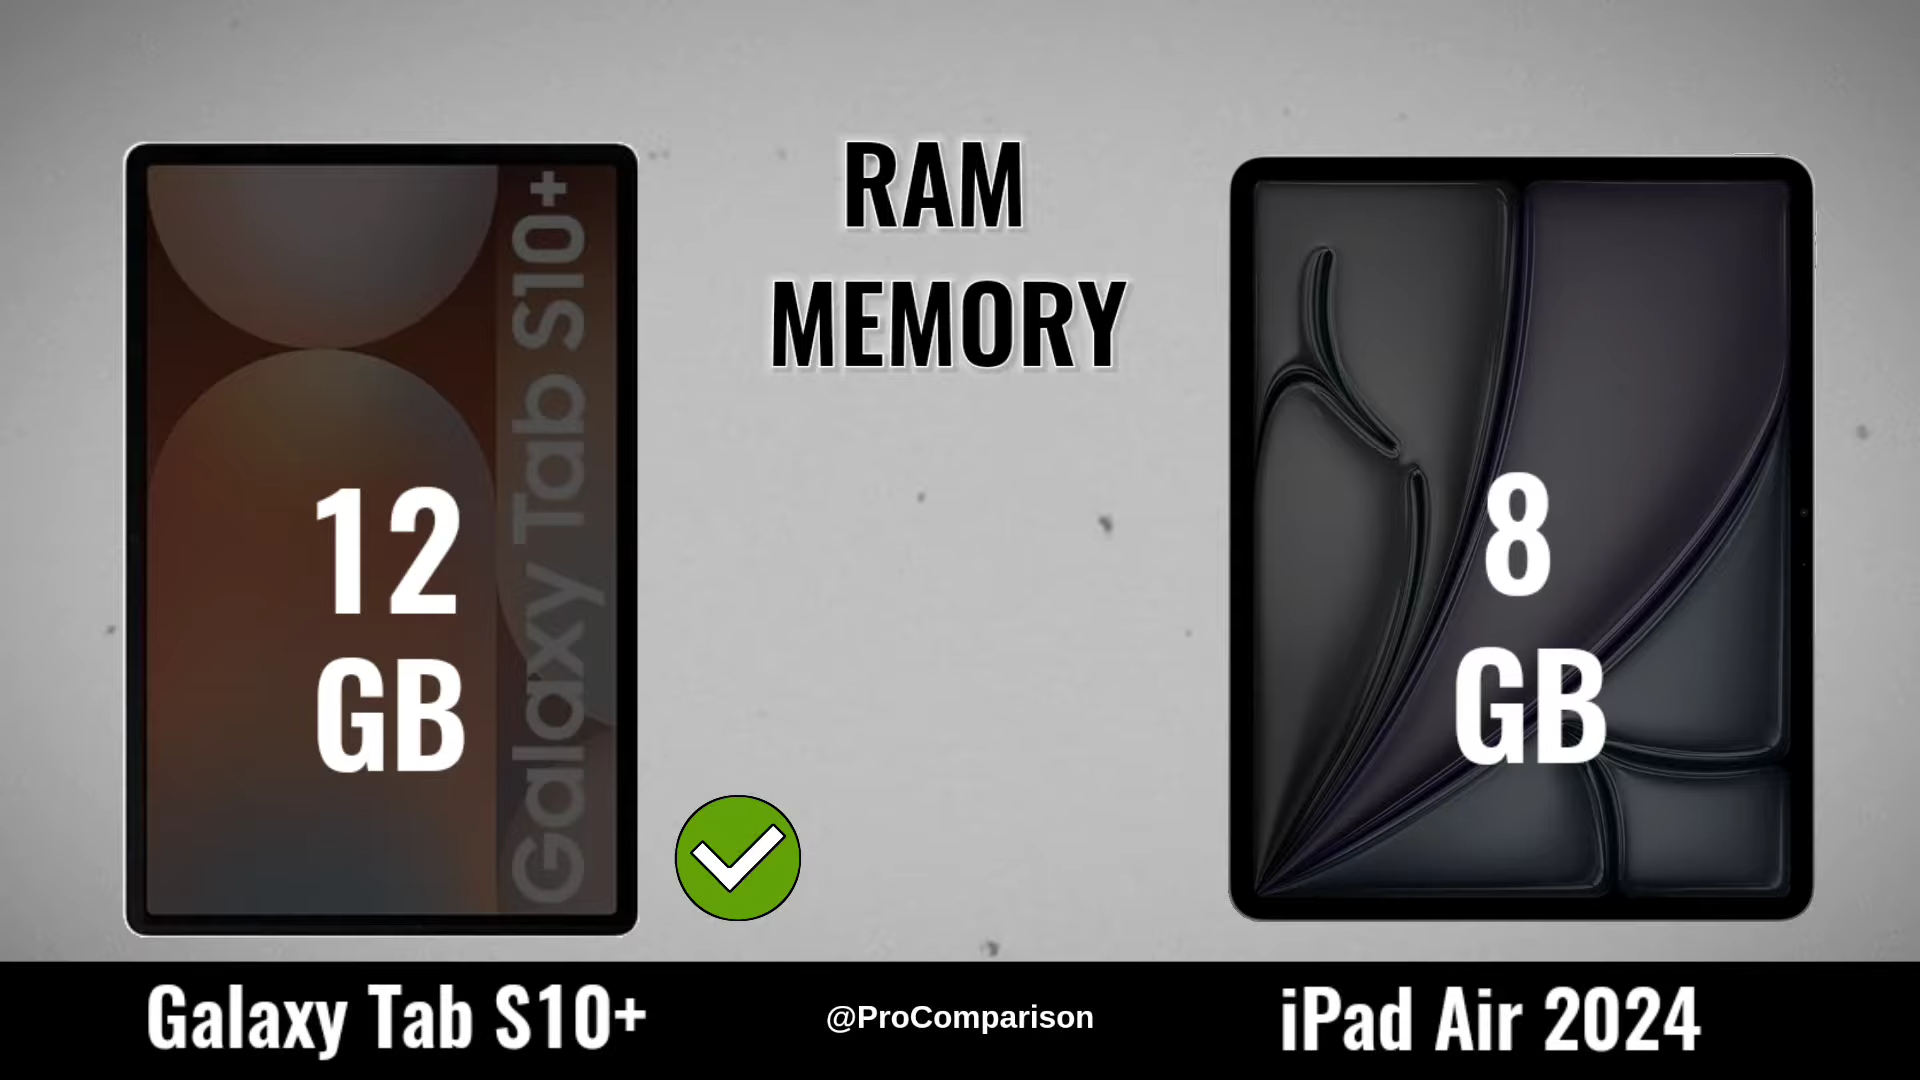 RAM
MEMORY
Galaxy Tab S10+
12
GB
8
GB
Galaxy Tab S10+
@ProComparison
iPad Air 2024